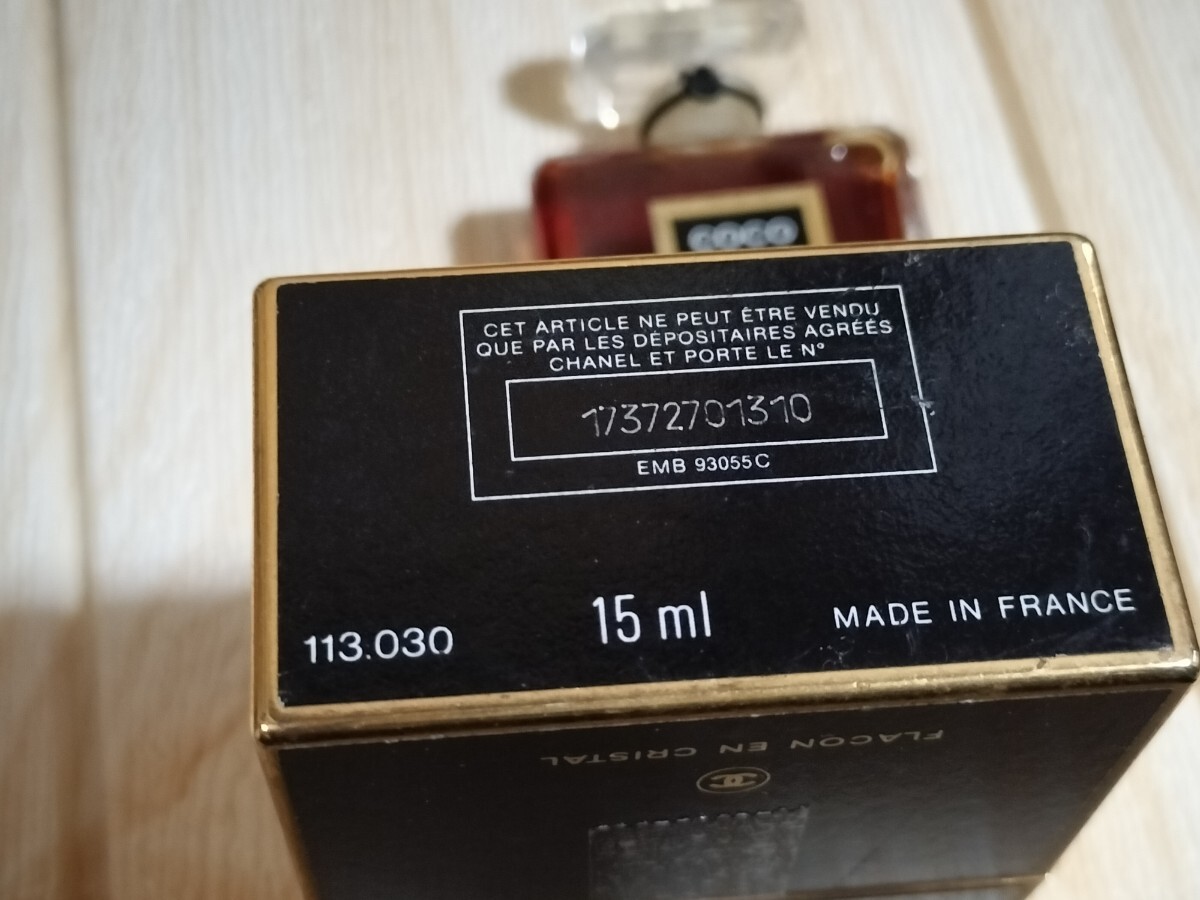 COCO
CET ARTICLE NE PEUT ÊTRE VENDU
QUE PAR LES DÉPOSITAIRES AGRÉÉS
CHANEL ET PORTE LE N°
17372701310
EMB 93055C
113.030
15 ml
MADE IN FRANCE
FLACON EN CRISTAL